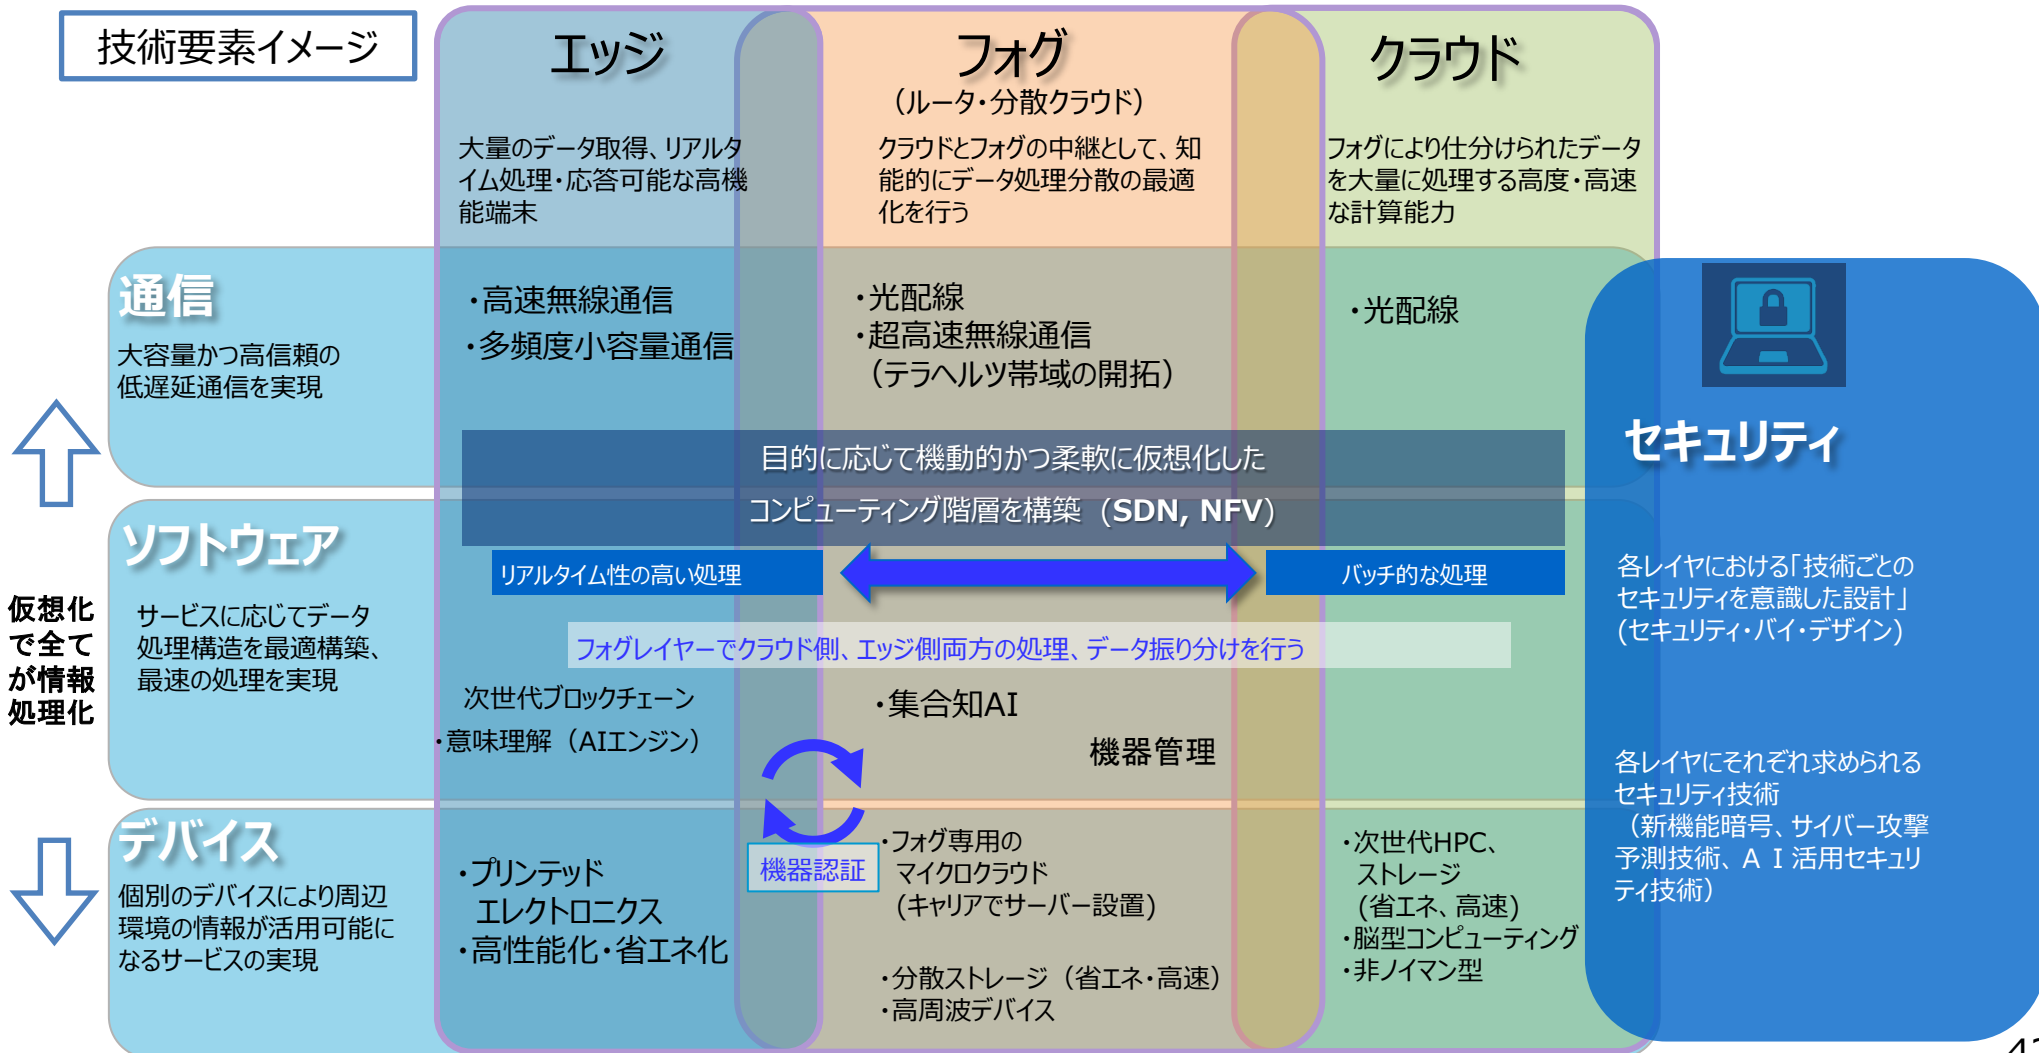 技術要素イメージ
エッジ
大量のデータ取得、リアルタ
イム処理・応答可能な高機
能端末
フォグ
（ルータ・分散クラウド）
クラウドとフォグの中継として、知
能的にデータ処理分散の最適
化を行う
クラウド
フォグにより仕分けられたデータ
を大量に処理する高度・高速
な計算能力
通信
大容量かつ高信頼の
低遅延通信を実現
・高速無線通信
・多頻度小容量通信
・光配線
・超高速無線通信
（テラヘルツ帯域の開拓）
・光配線
目的に応じて機動的かつ柔軟に仮想化した
コンピューティング階層を構築（SDN, NFV）
リアルタイム性の高い処理
バッチ的な処理
フォグレイヤーでクラウド側、エッジ側両方の処理、データ振り分けを行う
仮想化
で全て
が情報
処理化
ソフトウェア
サービスに応じてデータ
処理構造を最適構築、
最速の処理を実現
次世代ブロックチェーン
・意味理解（AIエンジン）
・集合知AI
機器管理
機器認証
デバイス
個別のデバイスにより周辺
環境の情報が活用可能に
なるサービスの実現
・プリンテッド
エレクトロニクス
・高性能化・省エネ化
・フォグ専用の
マイクロクラウド
(キャリアでサーバー設置)
・分散ストレージ（省エネ・高速）
・高周波デバイス
・次世代HPC、
ストレージ
(省エネ、高速)
・脳型コンピューティング
・非ノイマン型
セキュリティ
各レイヤにおける「技術ごとの
セキュリティを意識した設計」
(セキュリティ・バイ・デザイン)
各レイヤにそれぞれ求められる
セキュリティ技術
（新機能暗号、サイバー攻撃
予測技術、ＡＩ活用セキュリ
ティ技術）